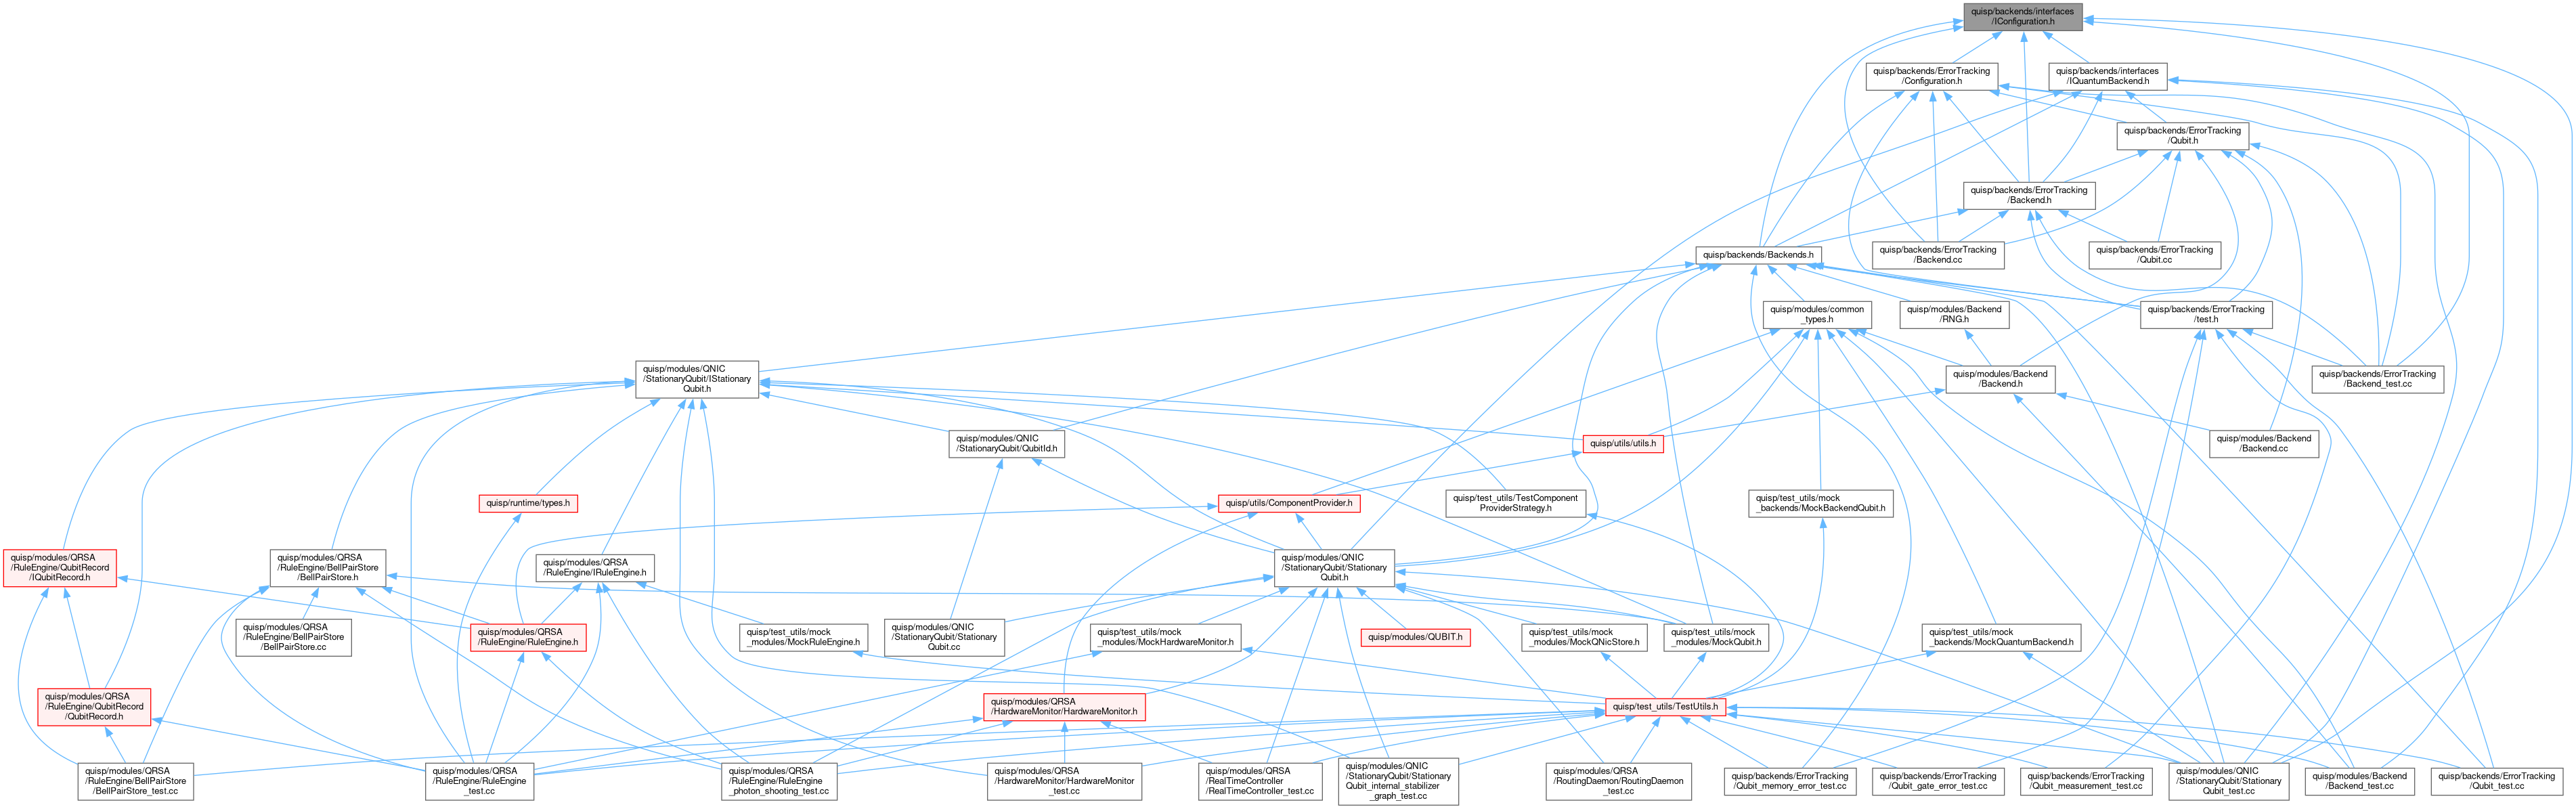 quisp/backends/interfaces
/IConfiguration.h
quisp/backends/ErrorTracking
/Configuration.h
quisp/backends/interfaces
/IQuantumBackend.h
quisp/backends/ErrorTracking
/Qubit.h
quisp/backends/ErrorTracking
/Backend.h
quisp/backends/Backends.h
quisp/backends/ErrorTracking
/Backend.cc
quisp/backends/ErrorTracking
/Qubit.cc
quisp/modules/common
_types.h
quisp/modules/Backend
/RNG.h
quisp/backends/ErrorTracking
/test.h
quisp/modules/QNIC
/StationaryQubit/IStationary
Qubit.h
quisp/modules/Backend
/Backend.h
quisp/backends/ErrorTracking
/Backend_test.cc
quisp/modules/QNIC
/StationaryQubit/QubitId.h
quisp/utils/utils.h
quisp/modules/Backend
/Backend.cc
quisp/runtime/types.h
quisp/utils/ComponentProvider.h
quisp/test_utils/TestComponent
ProviderStrategy.h
quisp/test_utils/mock
_backends/MockBackendQubit.h
quisp/modules/QRSA
/RuleEngine/QubitRecord
/IQubitRecord.h
quisp/modules/QRSA
/RuleEngine/BellPairStore
/BellPairStore.h
quisp/modules/QRSA
/RuleEngine/IRuleEngine.h
quisp/modules/QNIC
/StationaryQubit/Stationary
Qubit.h
quisp/modules/QRSA
/RuleEngine/BellPairStore
/BellPairStore.cc
quisp/modules/QRSA
/RuleEngine/RuleEngine.h
quisp/test_utils/mock
_modules/MockRuleEngine.h
quisp/modules/QNIC
/StationaryQubit/Stationary
Qubit.cc
quisp/test_utils/mock
_modules/MockHardwareMonitor.h
quisp/modules/QUBIT.h
quisp/test_utils/mock
_modules/MockQNicStore.h
quisp/test_utils/mock
_modules/MockQubit.h
quisp/test_utils/mock
_backends/MockQuantumBackend.h
quisp/modules/QRSA
/RuleEngine/QubitRecord
/QubitRecord.h
quisp/modules/QRSA
/HardwareMonitor/HardwareMonitor.h
quisp/test_utils/TestUtils.h
quisp/modules/QRSA
/RuleEngine/BellPairStore
/BellPairStore_test.cc
quisp/modules/QRSA
/RuleEngine/RuleEngine
_test.cc
quisp/modules/QRSA
/RuleEngine/RuleEngine
_photon_shooting_test.cc
quisp/modules/QRSA
/HardwareMonitor/HardwareMonitor
_test.cc
quisp/modules/QRSA
/RealTimeController
/RealTimeController_test.cc
quisp/modules/QNIC
/StationaryQubit/Stationary
Qubit_internal_stabilizer
_graph_test.cc
quisp/modules/QRSA
/RoutingDaemon/RoutingDaemon
_test.cc
quisp/backends/ErrorTracking
/Qubit_memory_error_test.cc
quisp/backends/ErrorTracking
/Qubit_gate_error_test.cc
quisp/backends/ErrorTracking
/Qubit_measurement_test.cc
quisp/modules/QNIC
/StationaryQubit/Stationary
Qubit_test.cc
quisp/modules/Backend
/Backend_test.cc
quisp/backends/ErrorTracking
/Qubit_test.cc